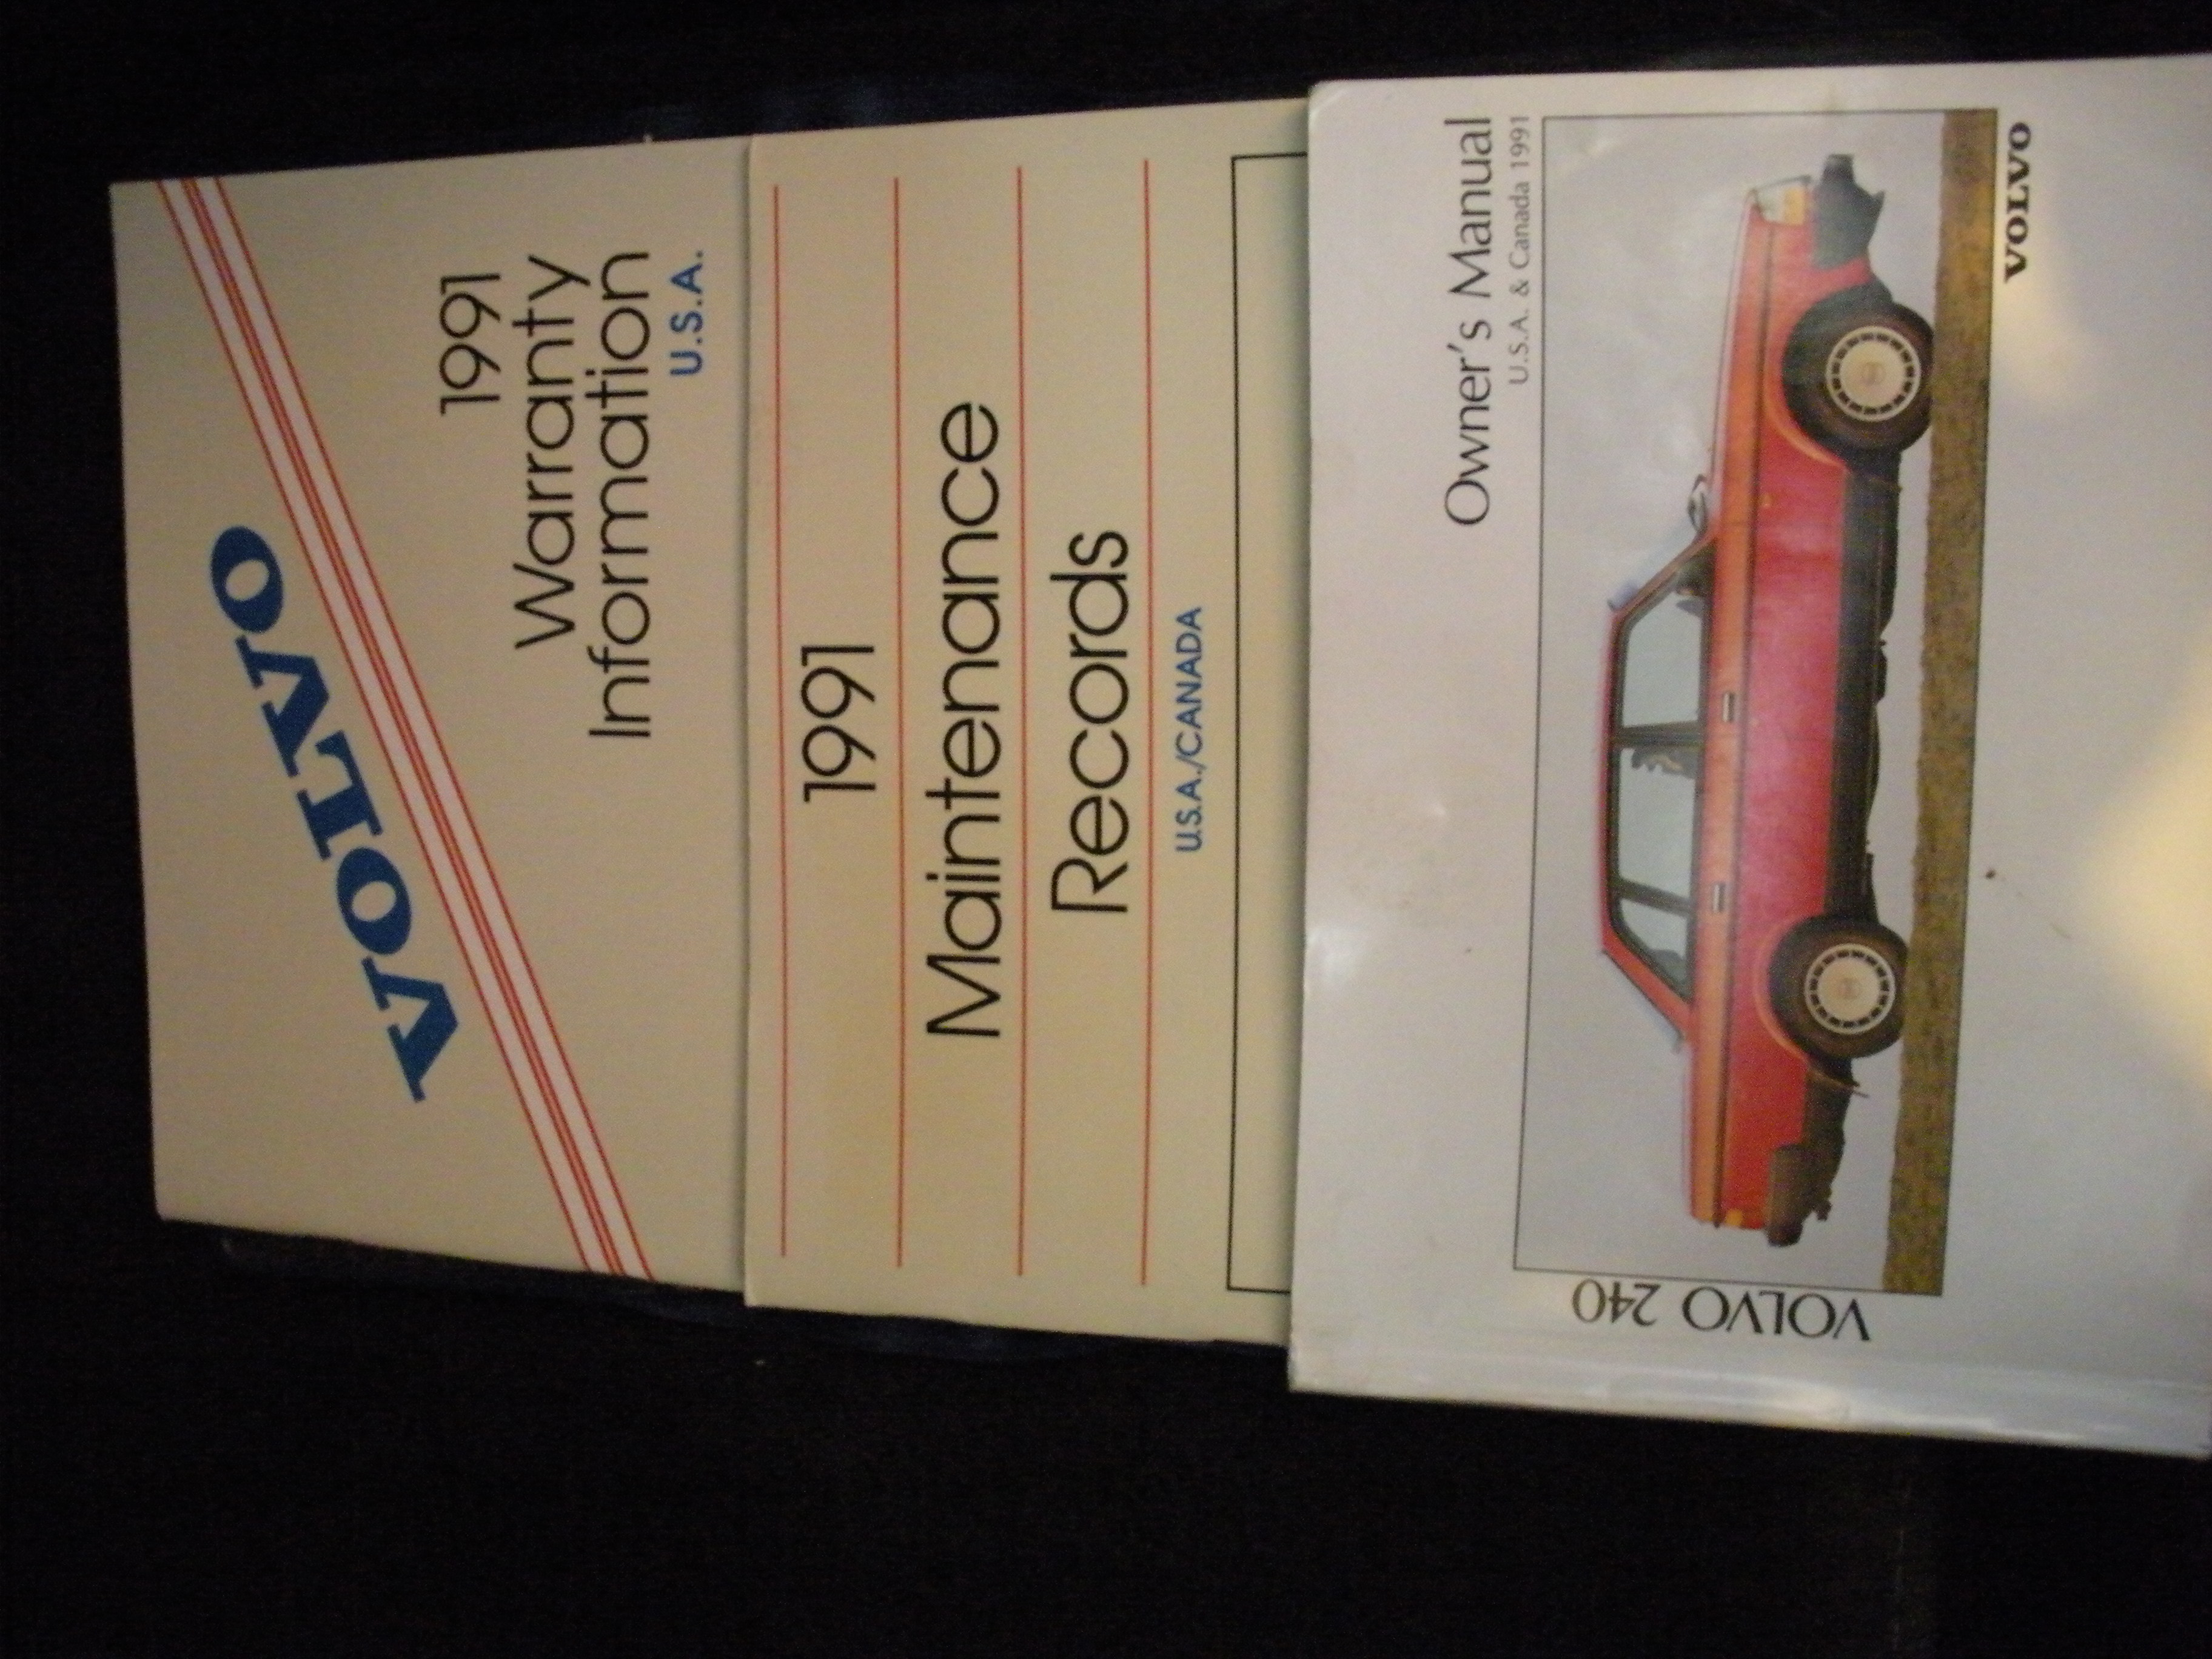 VOLVO
1991
Warranty
Information
U.S.A.
1991
Maintenance
Records
U.S.A./CANADA
Owner's Manual
U.S.A. & Canada 1991
VOLVO 240
VOLVO